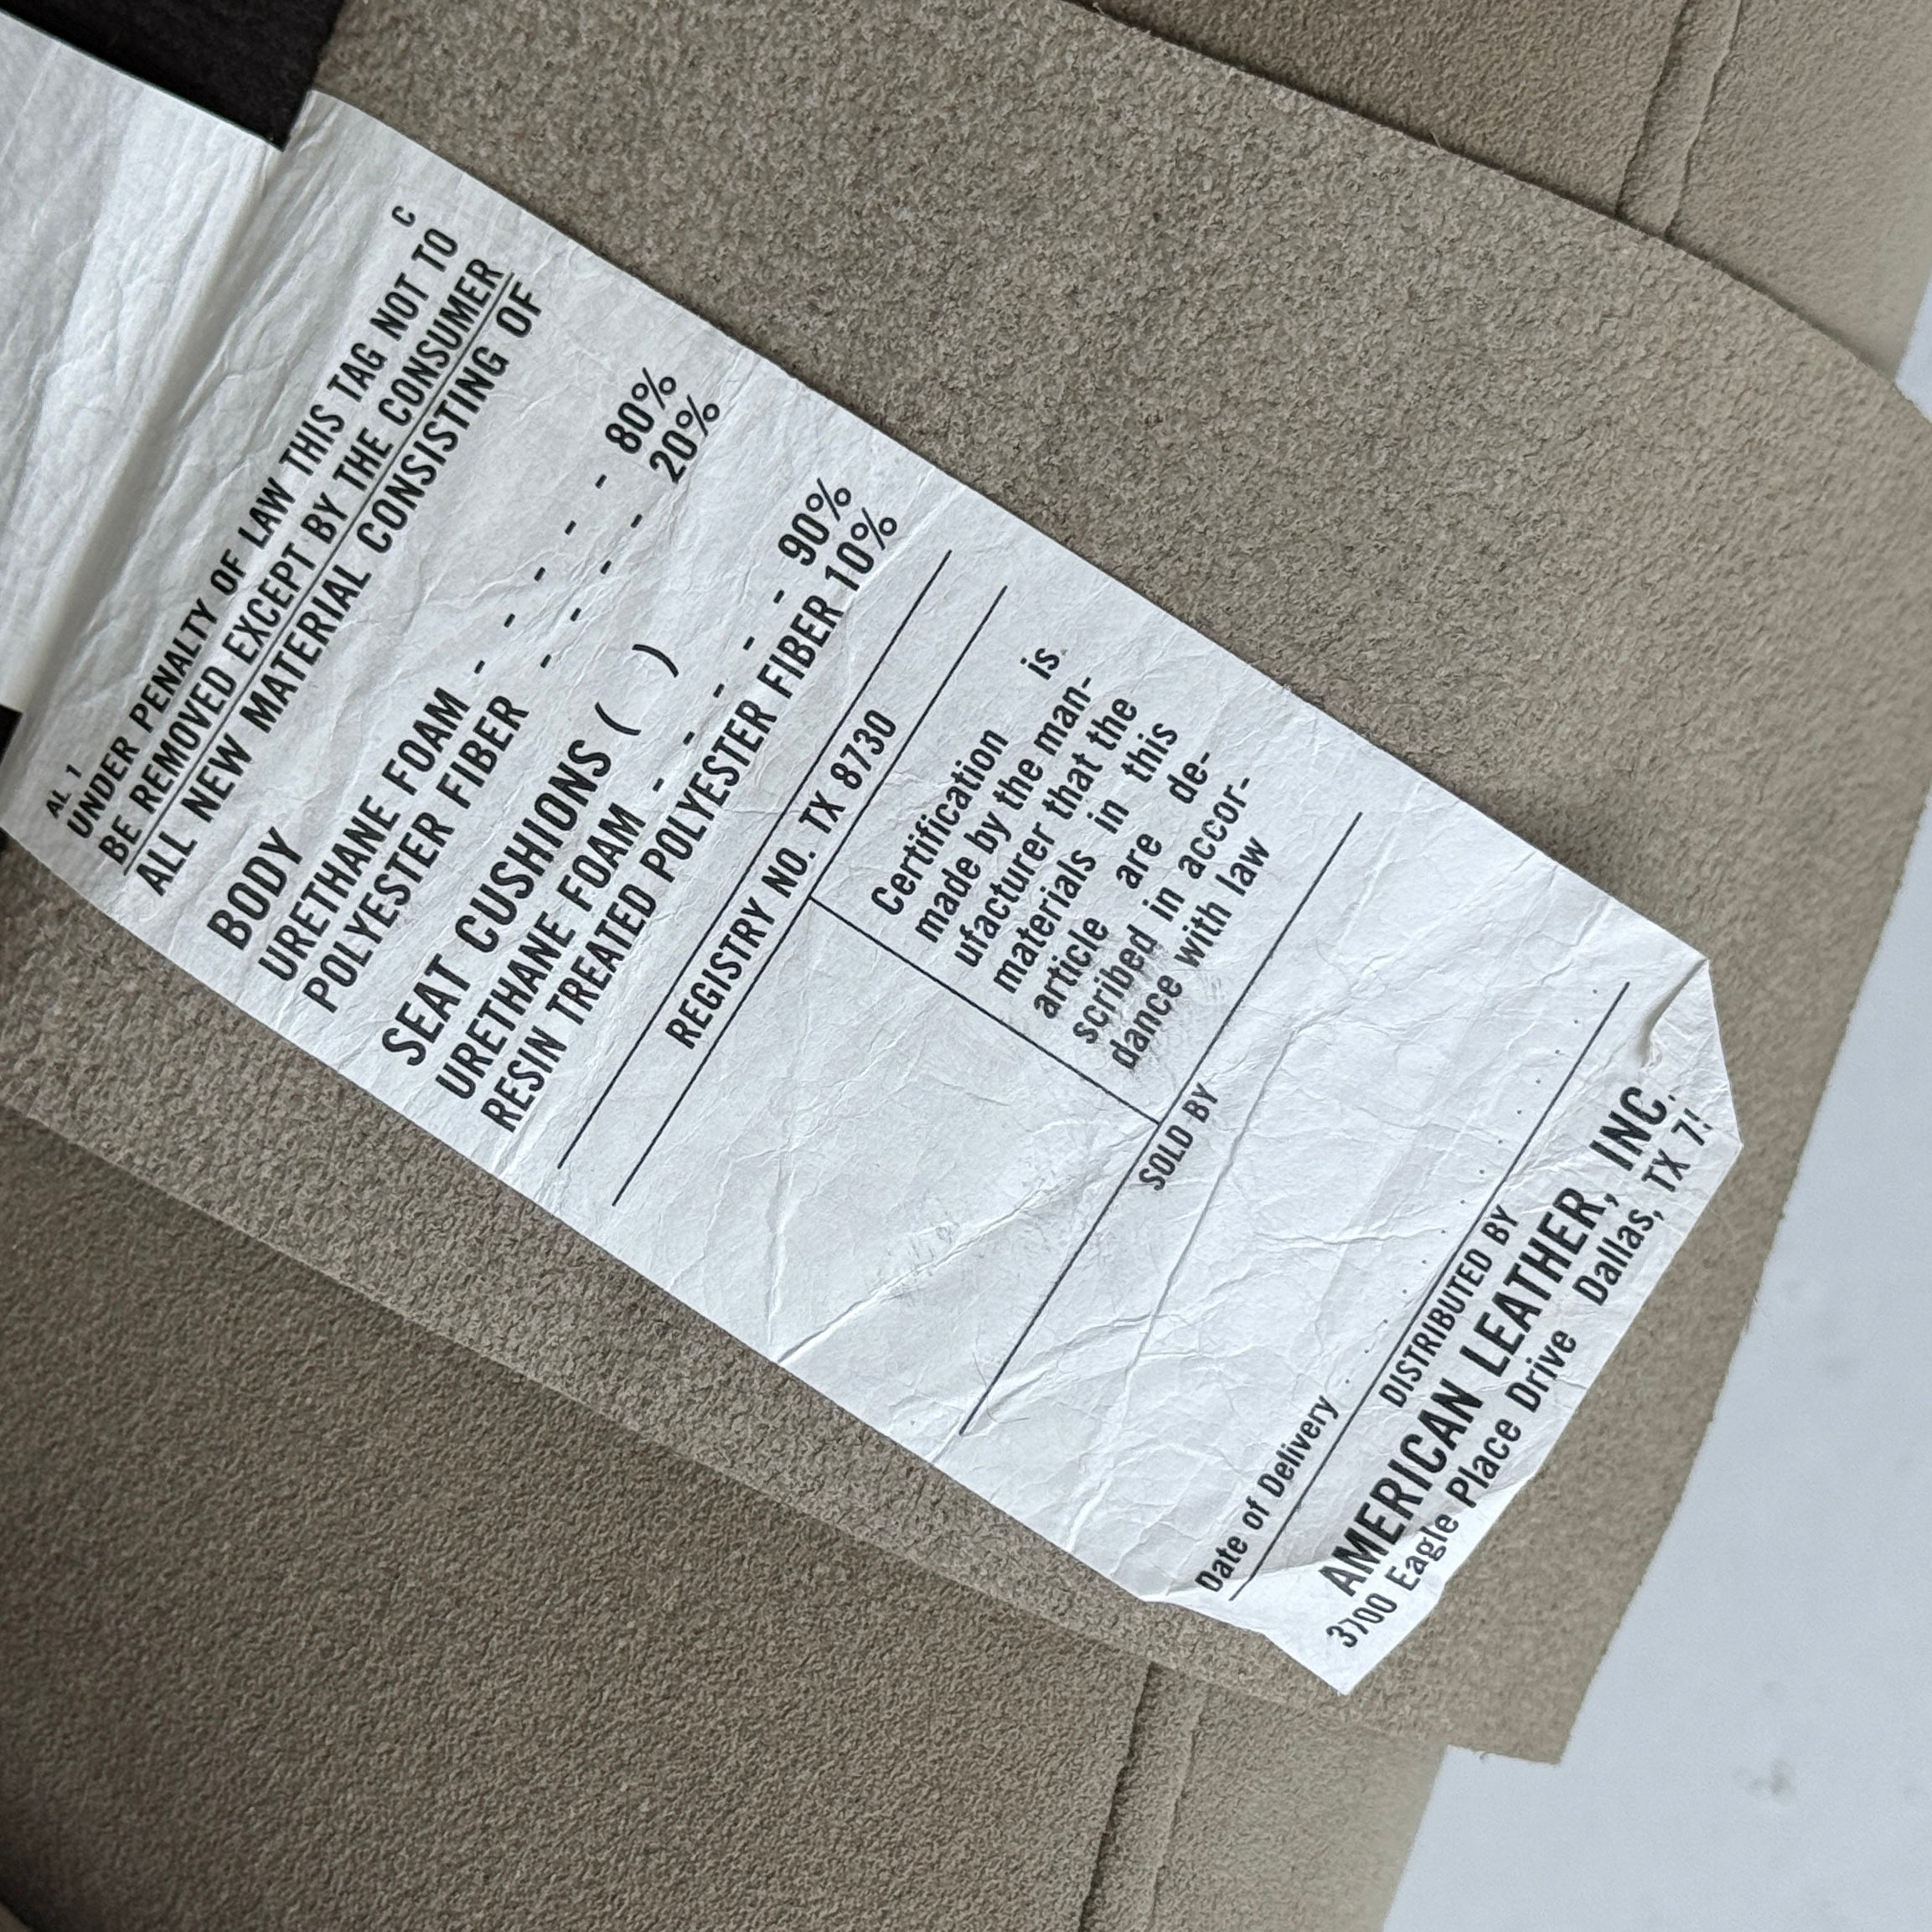 AL 1 C
UNDER PENALTY OF LAW THIS TAG NOT TO
BE REMOVED EXCEPT BY THE CONSUMER
ALL NEW MATERIAL CONSISTING OF
BODY
URETHANE FOAM - - - - - 80%
POLYESTER FIBER - - - - 20%
SEAT CUSHIONS ( )
URETHANE FOAM - - - - - 90%
RESIN TREATED POLYESTER FIBER 10%
REGISTRY NO. TX 8730
Certification is
made by the man-
ufacturer that the
materials in this
article are de-
scribed in accor-
dance with law
SOLD BY
Date of Delivery
DISTRIBUTED BY
AMERICAN LEATHER, INC.
3700 Eagle Place Drive Dallas, TX